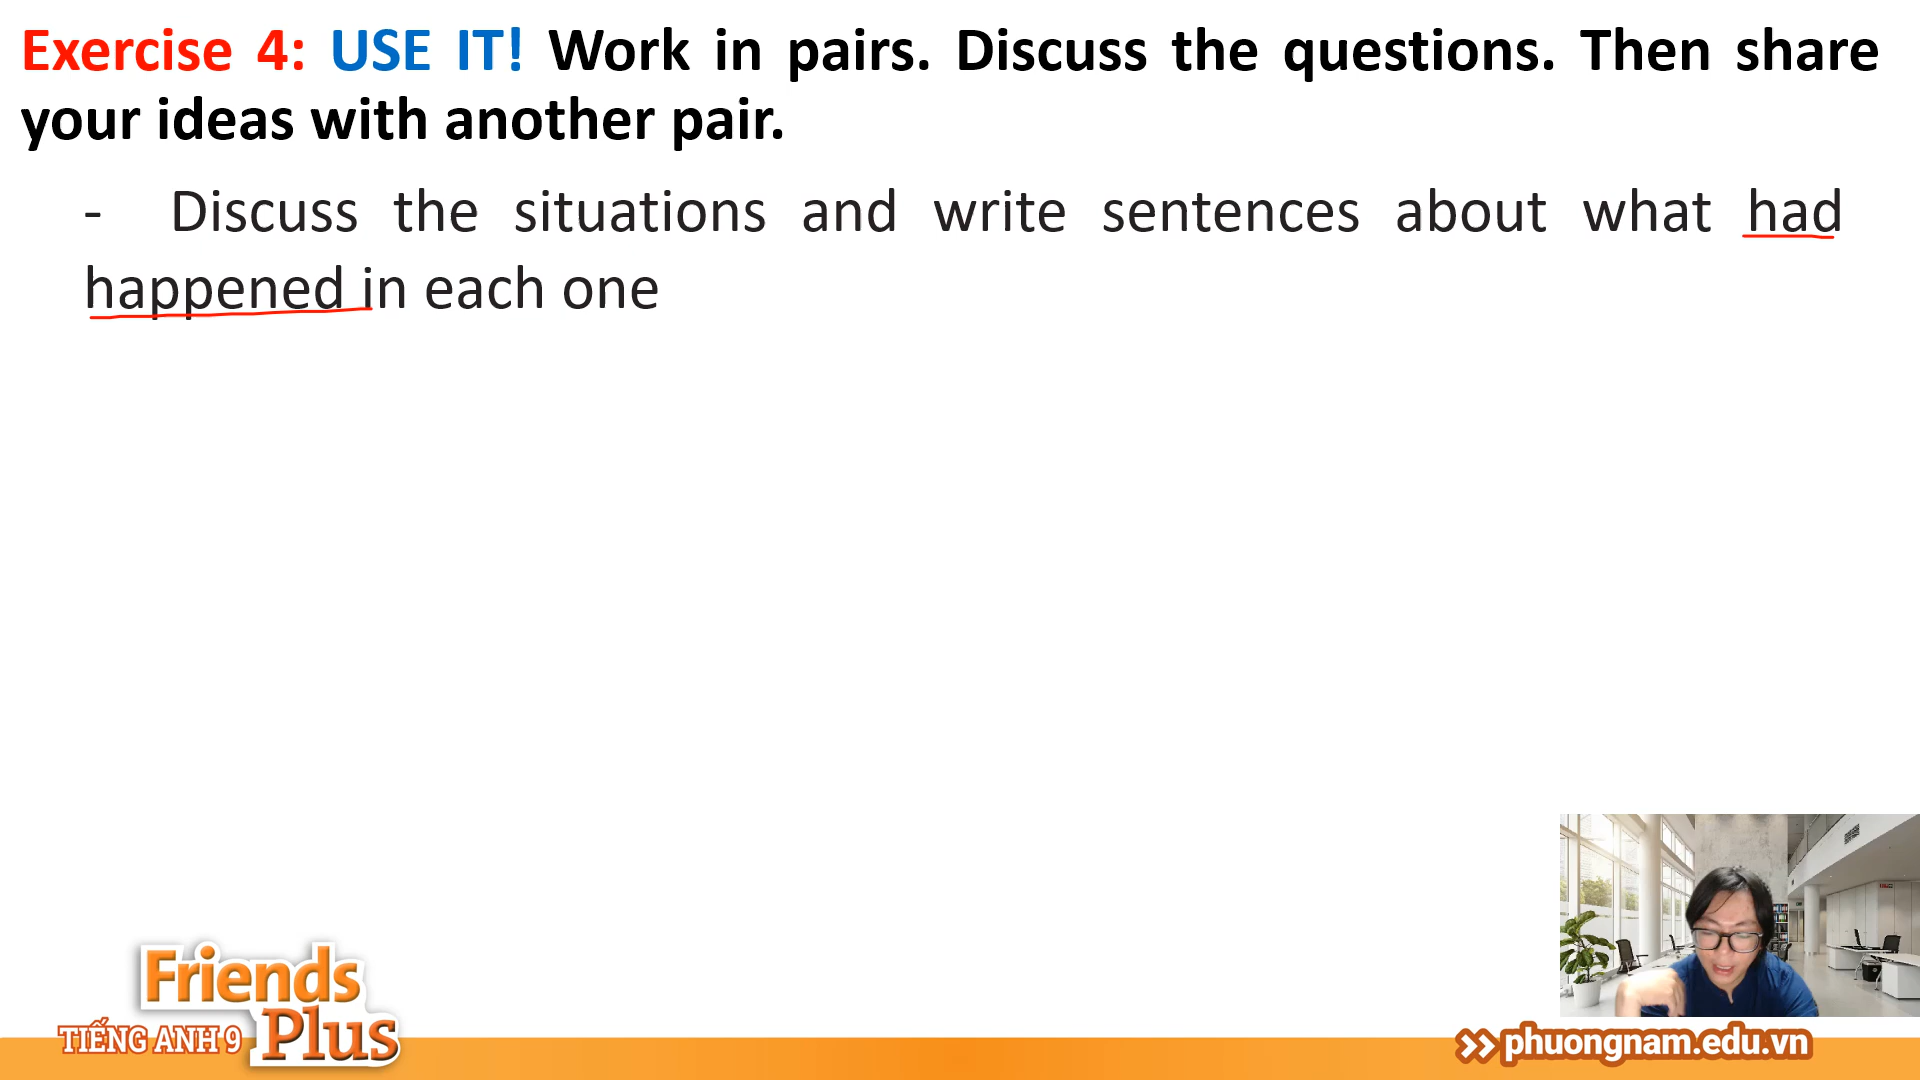 Exercise 4: USE IT! Work in pairs. Discuss the questions. Then share
your ideas with another pair.
- Discuss the situations and write sentences about what had
happened in each one
Friends
Plus
TIẾNG ANH 9
>> phuongnam.edu.vn